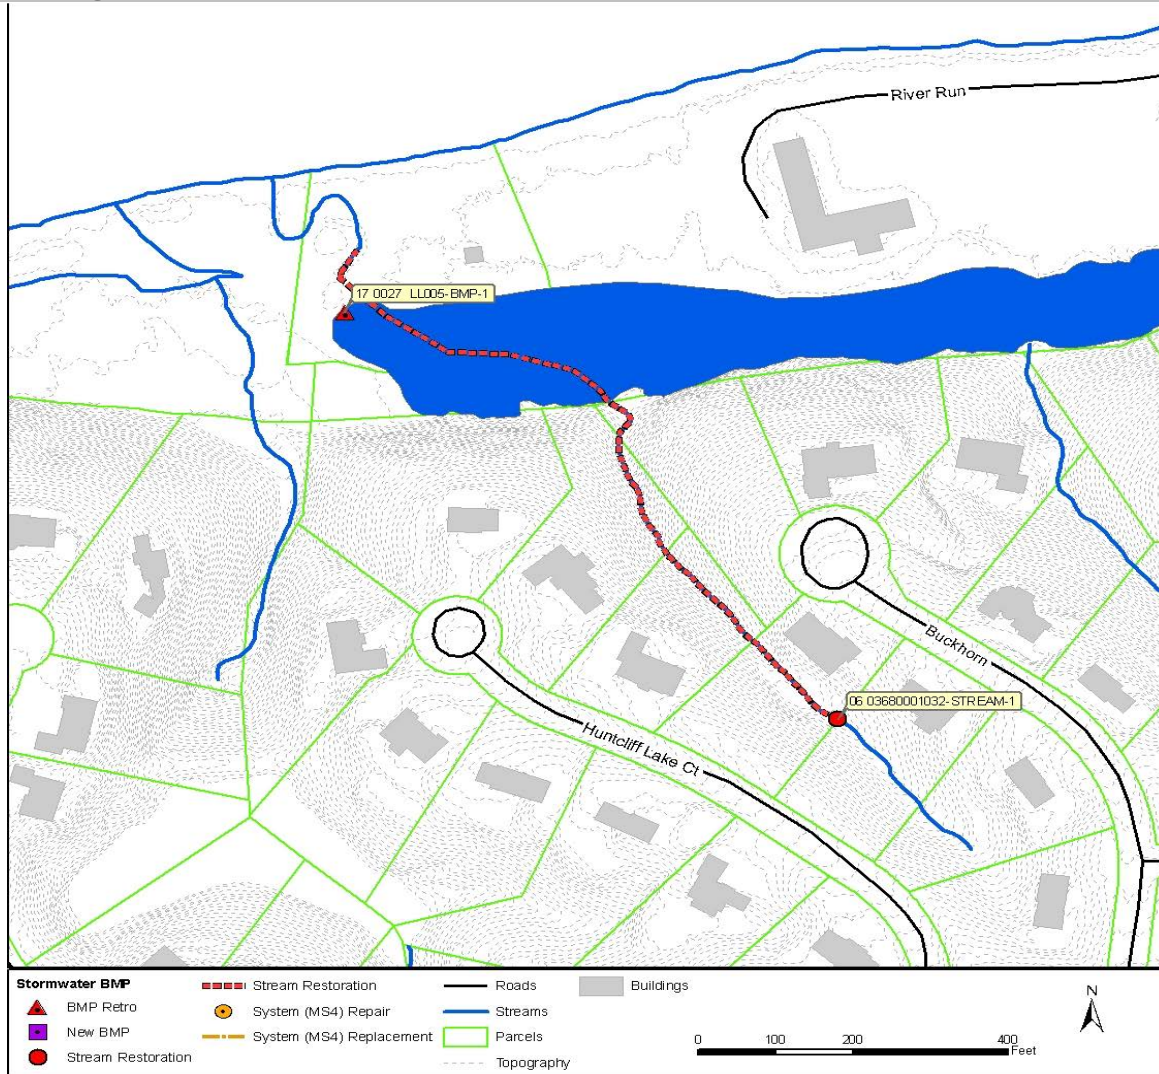 River Run
17 0027 LL005-BMP-1
Buckhorn
06 03680001032-STREAM-1
Huntcliff Lake Ct
Stormwater BMP
BMP Retro
New BMP
Stream Restoration
Stream Restoration
System (MS4) Repair
System (MS4) Replacement
Roads
Streams
Parcels
Topography
Buildings
N
0 100 200 400
Feet